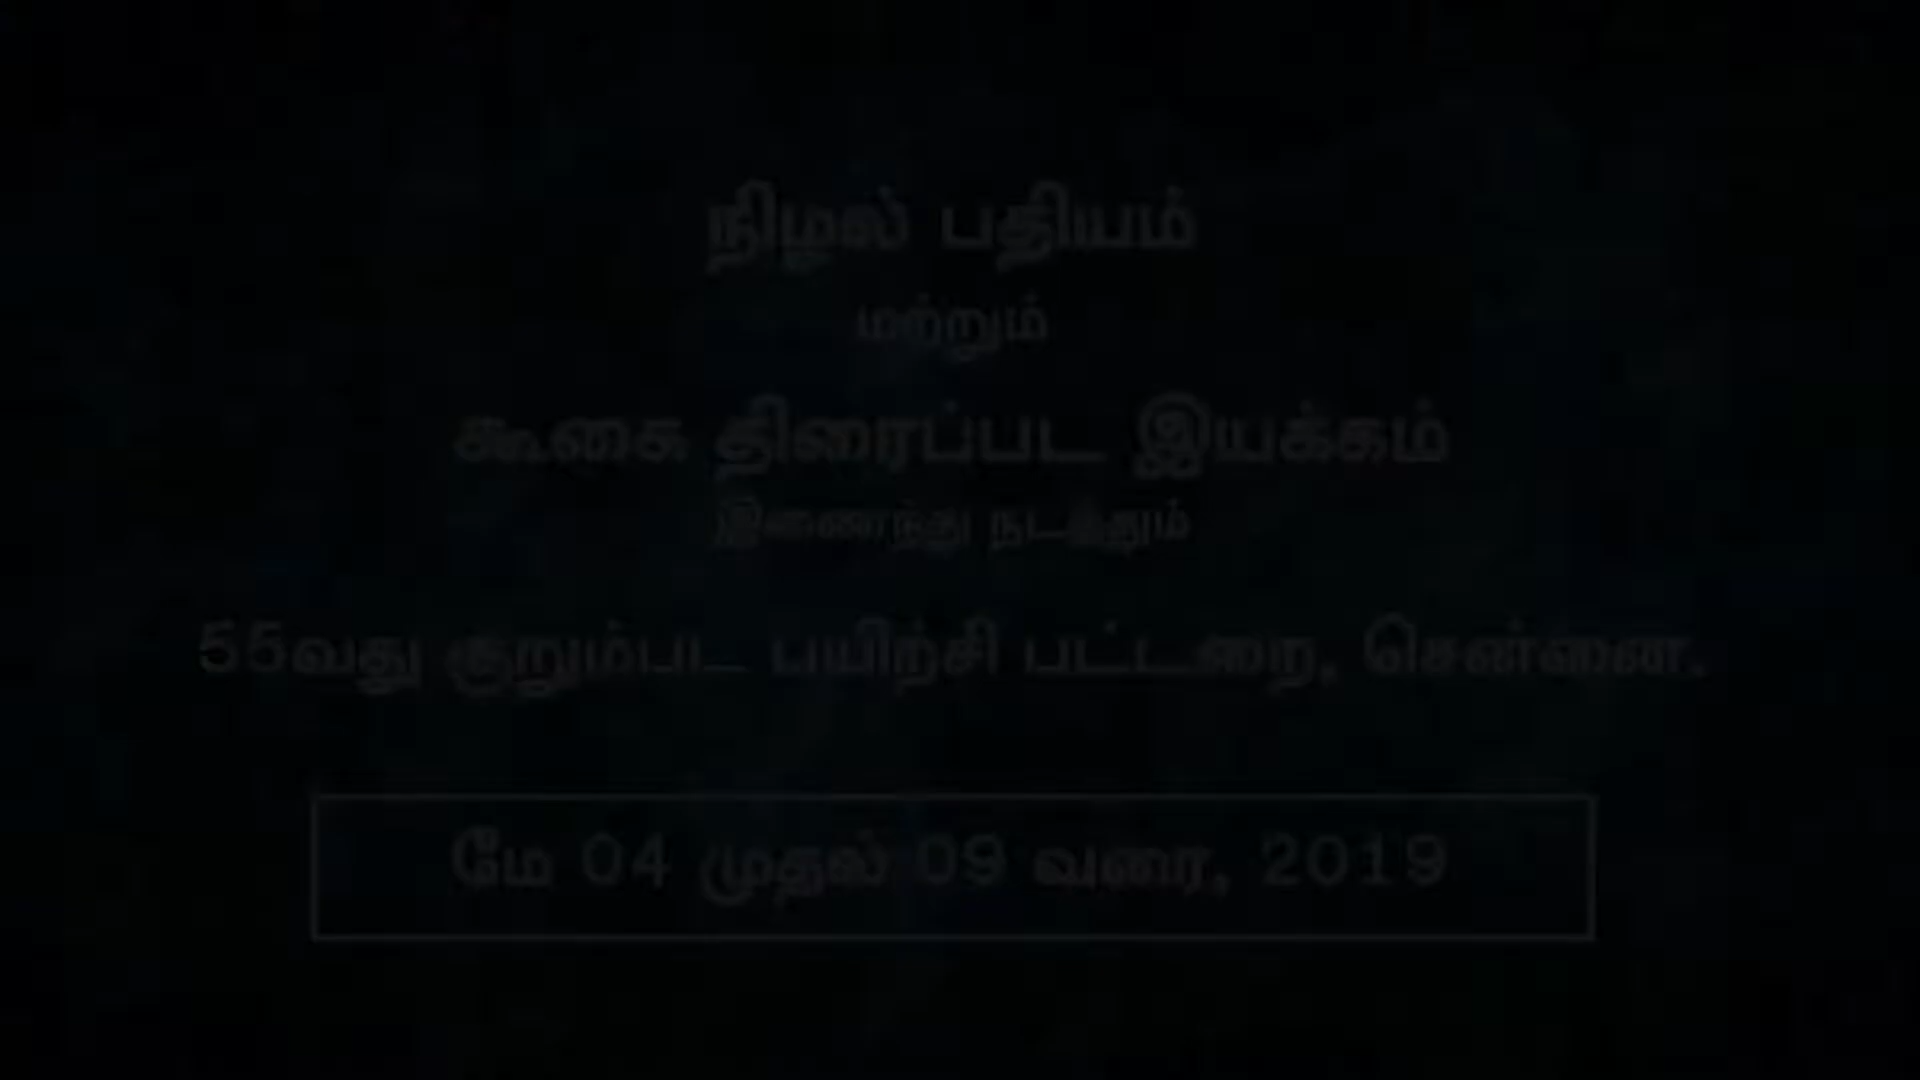 நிழல் பதியம்
மற்றும்
கூகை திரைப்பட இயக்கம்
இணைந்து நடத்தும்
55வது குறும்பட பயிற்சி பட்டறை, சென்னை.
மே 04 முதல் 09 வரை, 2019